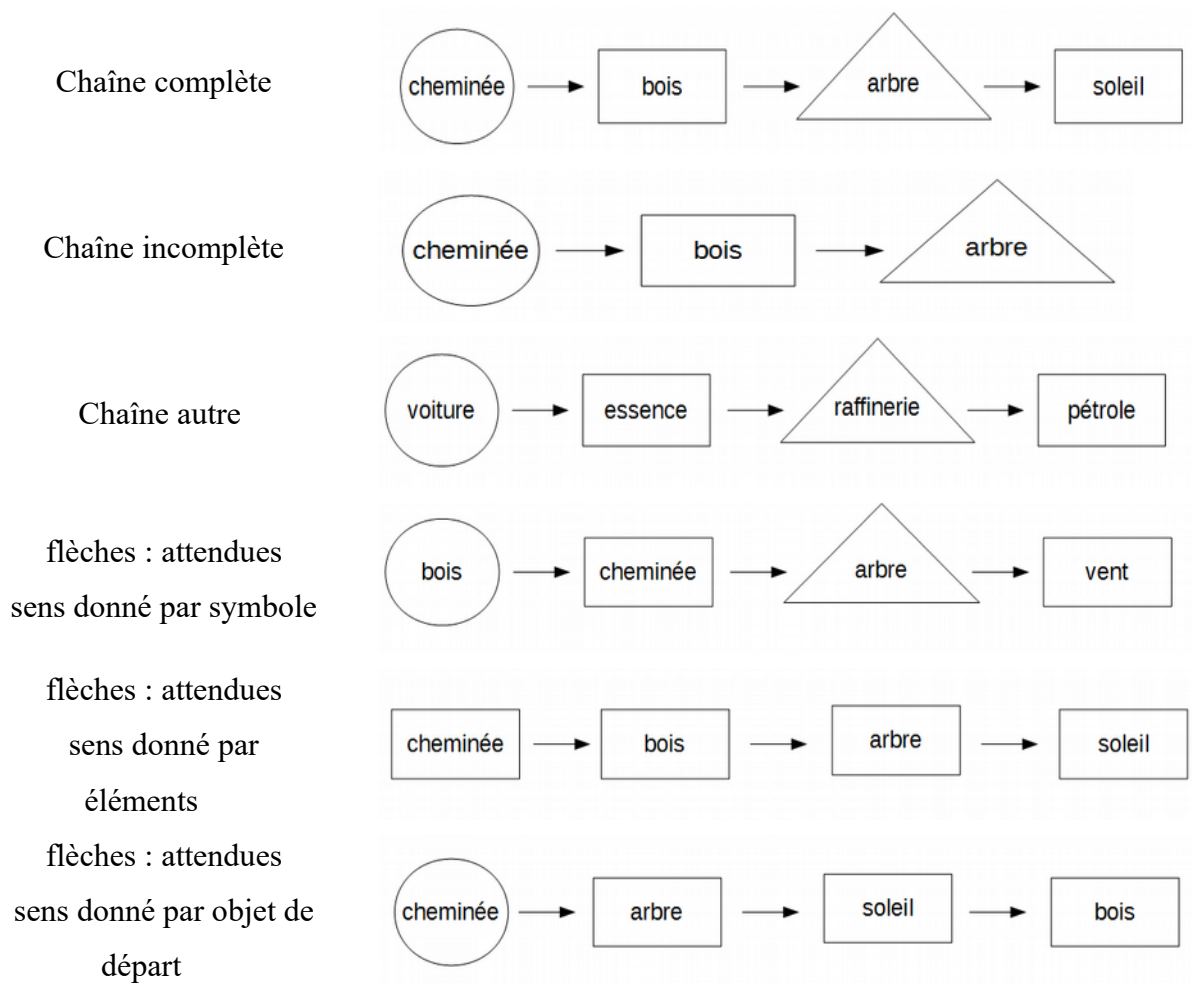 Chaîne complète
cheminée bois arbre soleil
Chaîne incomplète
cheminée bois arbre
Chaîne autre
voiture essence raffinerie pétrole
flèches : attendues
sens donné par symbole
bois cheminée arbre vent
flèches : attendues
sens donné par
éléments
cheminée bois arbre soleil
flèches : attendues
sens donné par objet de
départ
cheminée arbre soleil bois